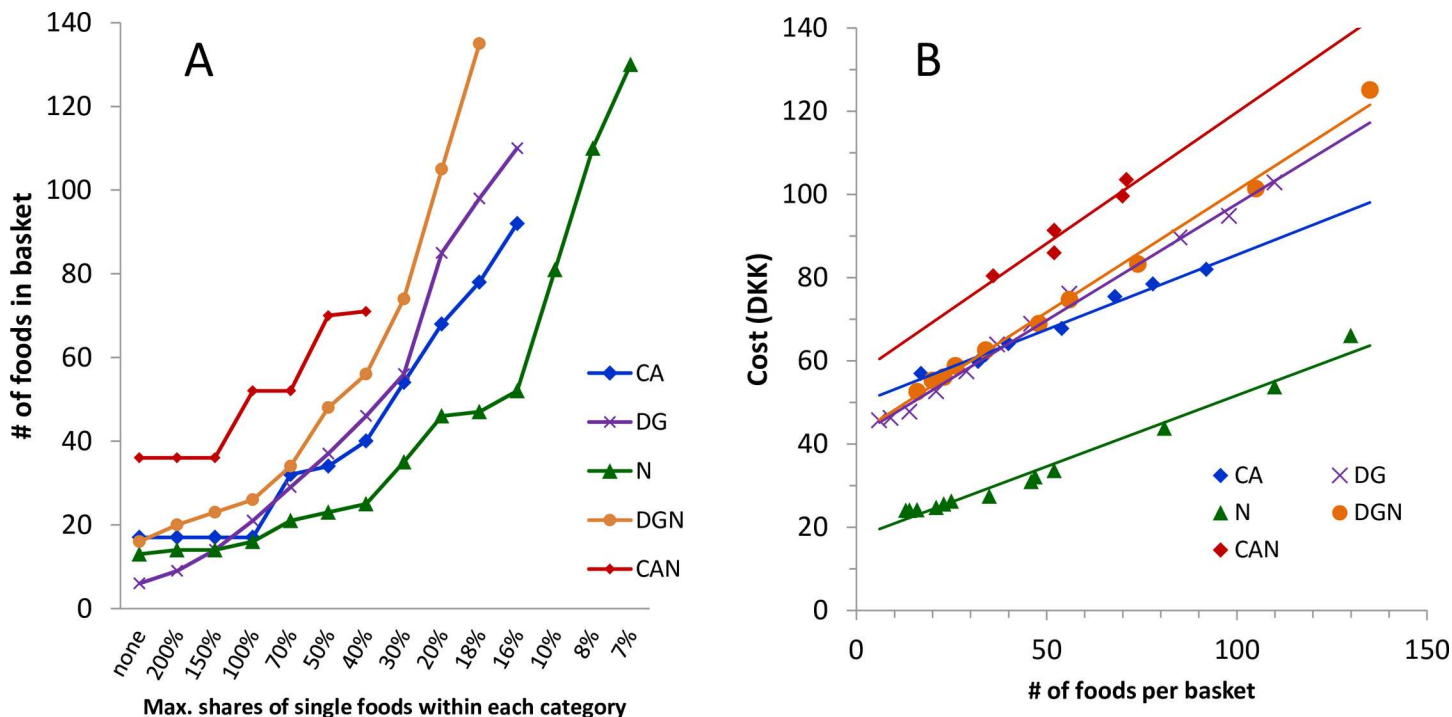 A
# of foods in basket
140
120
100
80
60
40
20
0
none
200%
150%
100%
70%
50%
40%
30%
20%
18%
16%
10%
8%
7%
Max. shares of single foods within each category
CA
DG
N
DGN
CAN
B
Cost (DKK)
140
120
100
80
60
40
20
0
0
50
100
150
# of foods per basket
CA
DG
N
DGN
CAN